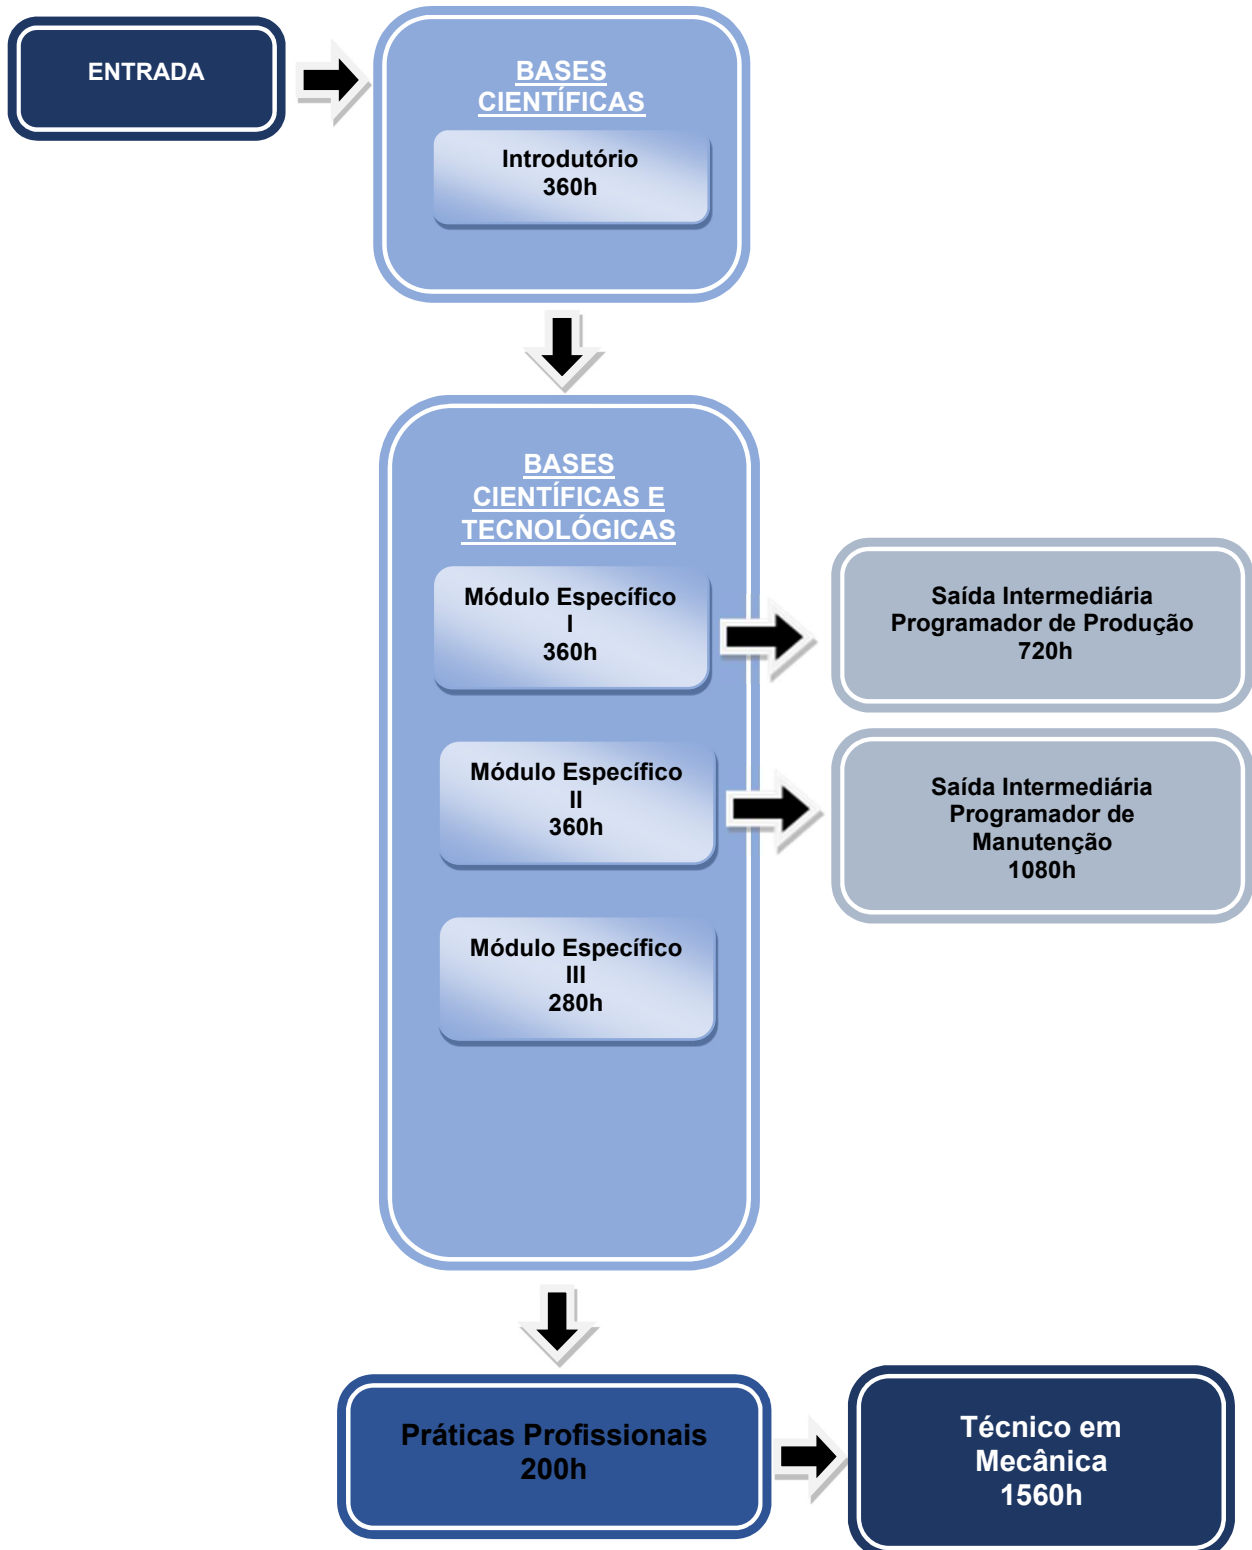 ENTRADA
BASES
CIENTÍFICAS
Introdutório
360h
BASES
CIENTÍFICAS E
TECNOLÓGICAS
Módulo Específico
I
360h
Saída Intermediária
Programador de Produção
720h
Módulo Específico
II
360h
Saída Intermediária
Programador de
Manutenção
1080h
Módulo Específico
III
280h
Práticas Profissionais
200h
Técnico em
Mecânica
1560h